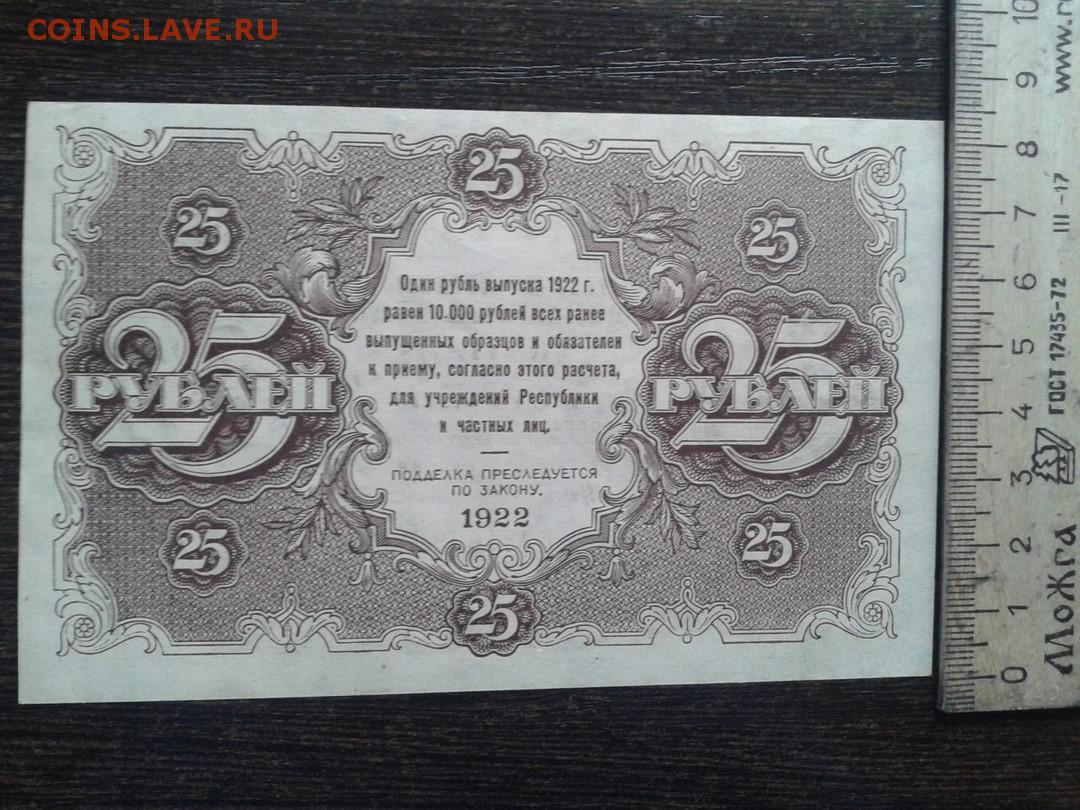 COINS.LAVE.RU
25
25
25
Один рубль выпуска 1922 г.
равен 10.000 рублей всех ранее
выпущенных образцов и обязателен
к приему, согласно этого расчета,
для учреждений Республики
и частных лиц.
25 РУБЛЕЙ
25 РУБЛЕЙ
ПОДДЕЛКА ПРЕСЛЕДУЕТСЯ
ПО ЗАКОНУ.
1922
25
25
25
0 1 2 3 4 5 6 7 8 9 10
МОЖГА ГОСТ 17435-72 III-17 www.